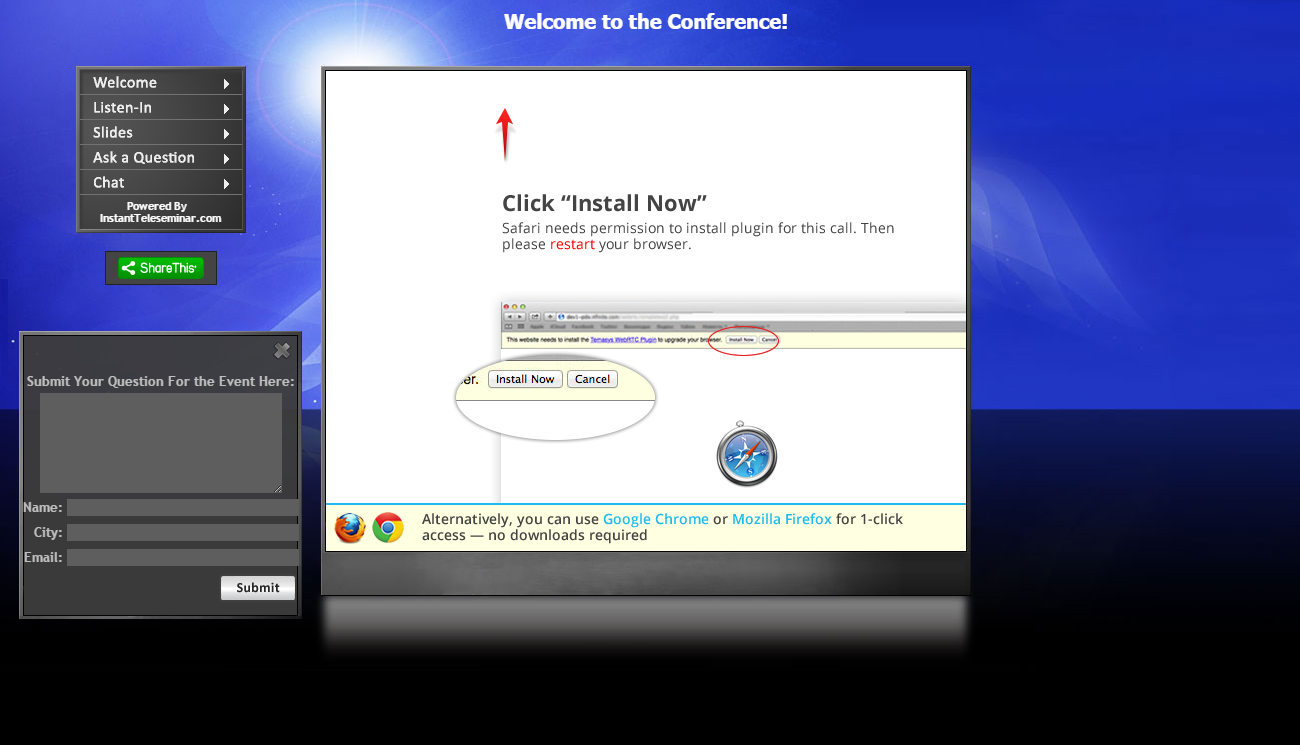 Welcome to the Conference!
Welcome
Listen-In
Slides
Ask a Question
Chat
Powered By
InstantTeleseminar.com
ShareThis
Submit Your Question For the Event Here:
Name:
City:
Email:
Submit
Click “Install Now”
Safari needs permission to install plugin for this call. Then
please restart your browser.
This website needs to install the Temasys WebRTC Plugin to upgrade your browser. Install Now Cancel
er. Install Now Cancel
Alternatively, you can use Google Chrome or Mozilla Firefox for 1-click
access — no downloads required